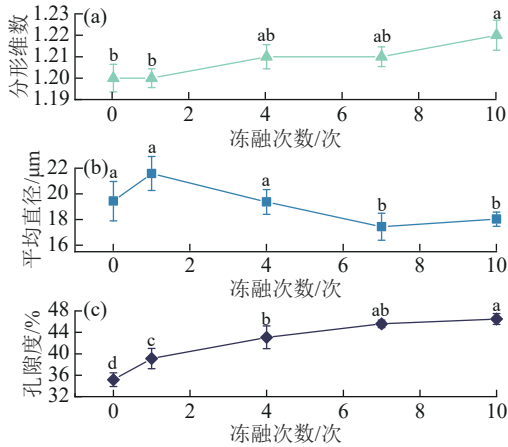 (a)
分形维数
1.23
1.22
1.21
1.20
1.19
b b ab ab a
0 2 4 6 8 10
冻融次数/次
(b)
平均直径/μm
22
20
18
16
a a a b b
0 2 4 6 8 10
冻融次数/次
(c)
孔隙度/%
48
44
40
36
32
d c b ab a
0 2 4 6 8 10
冻融次数/次